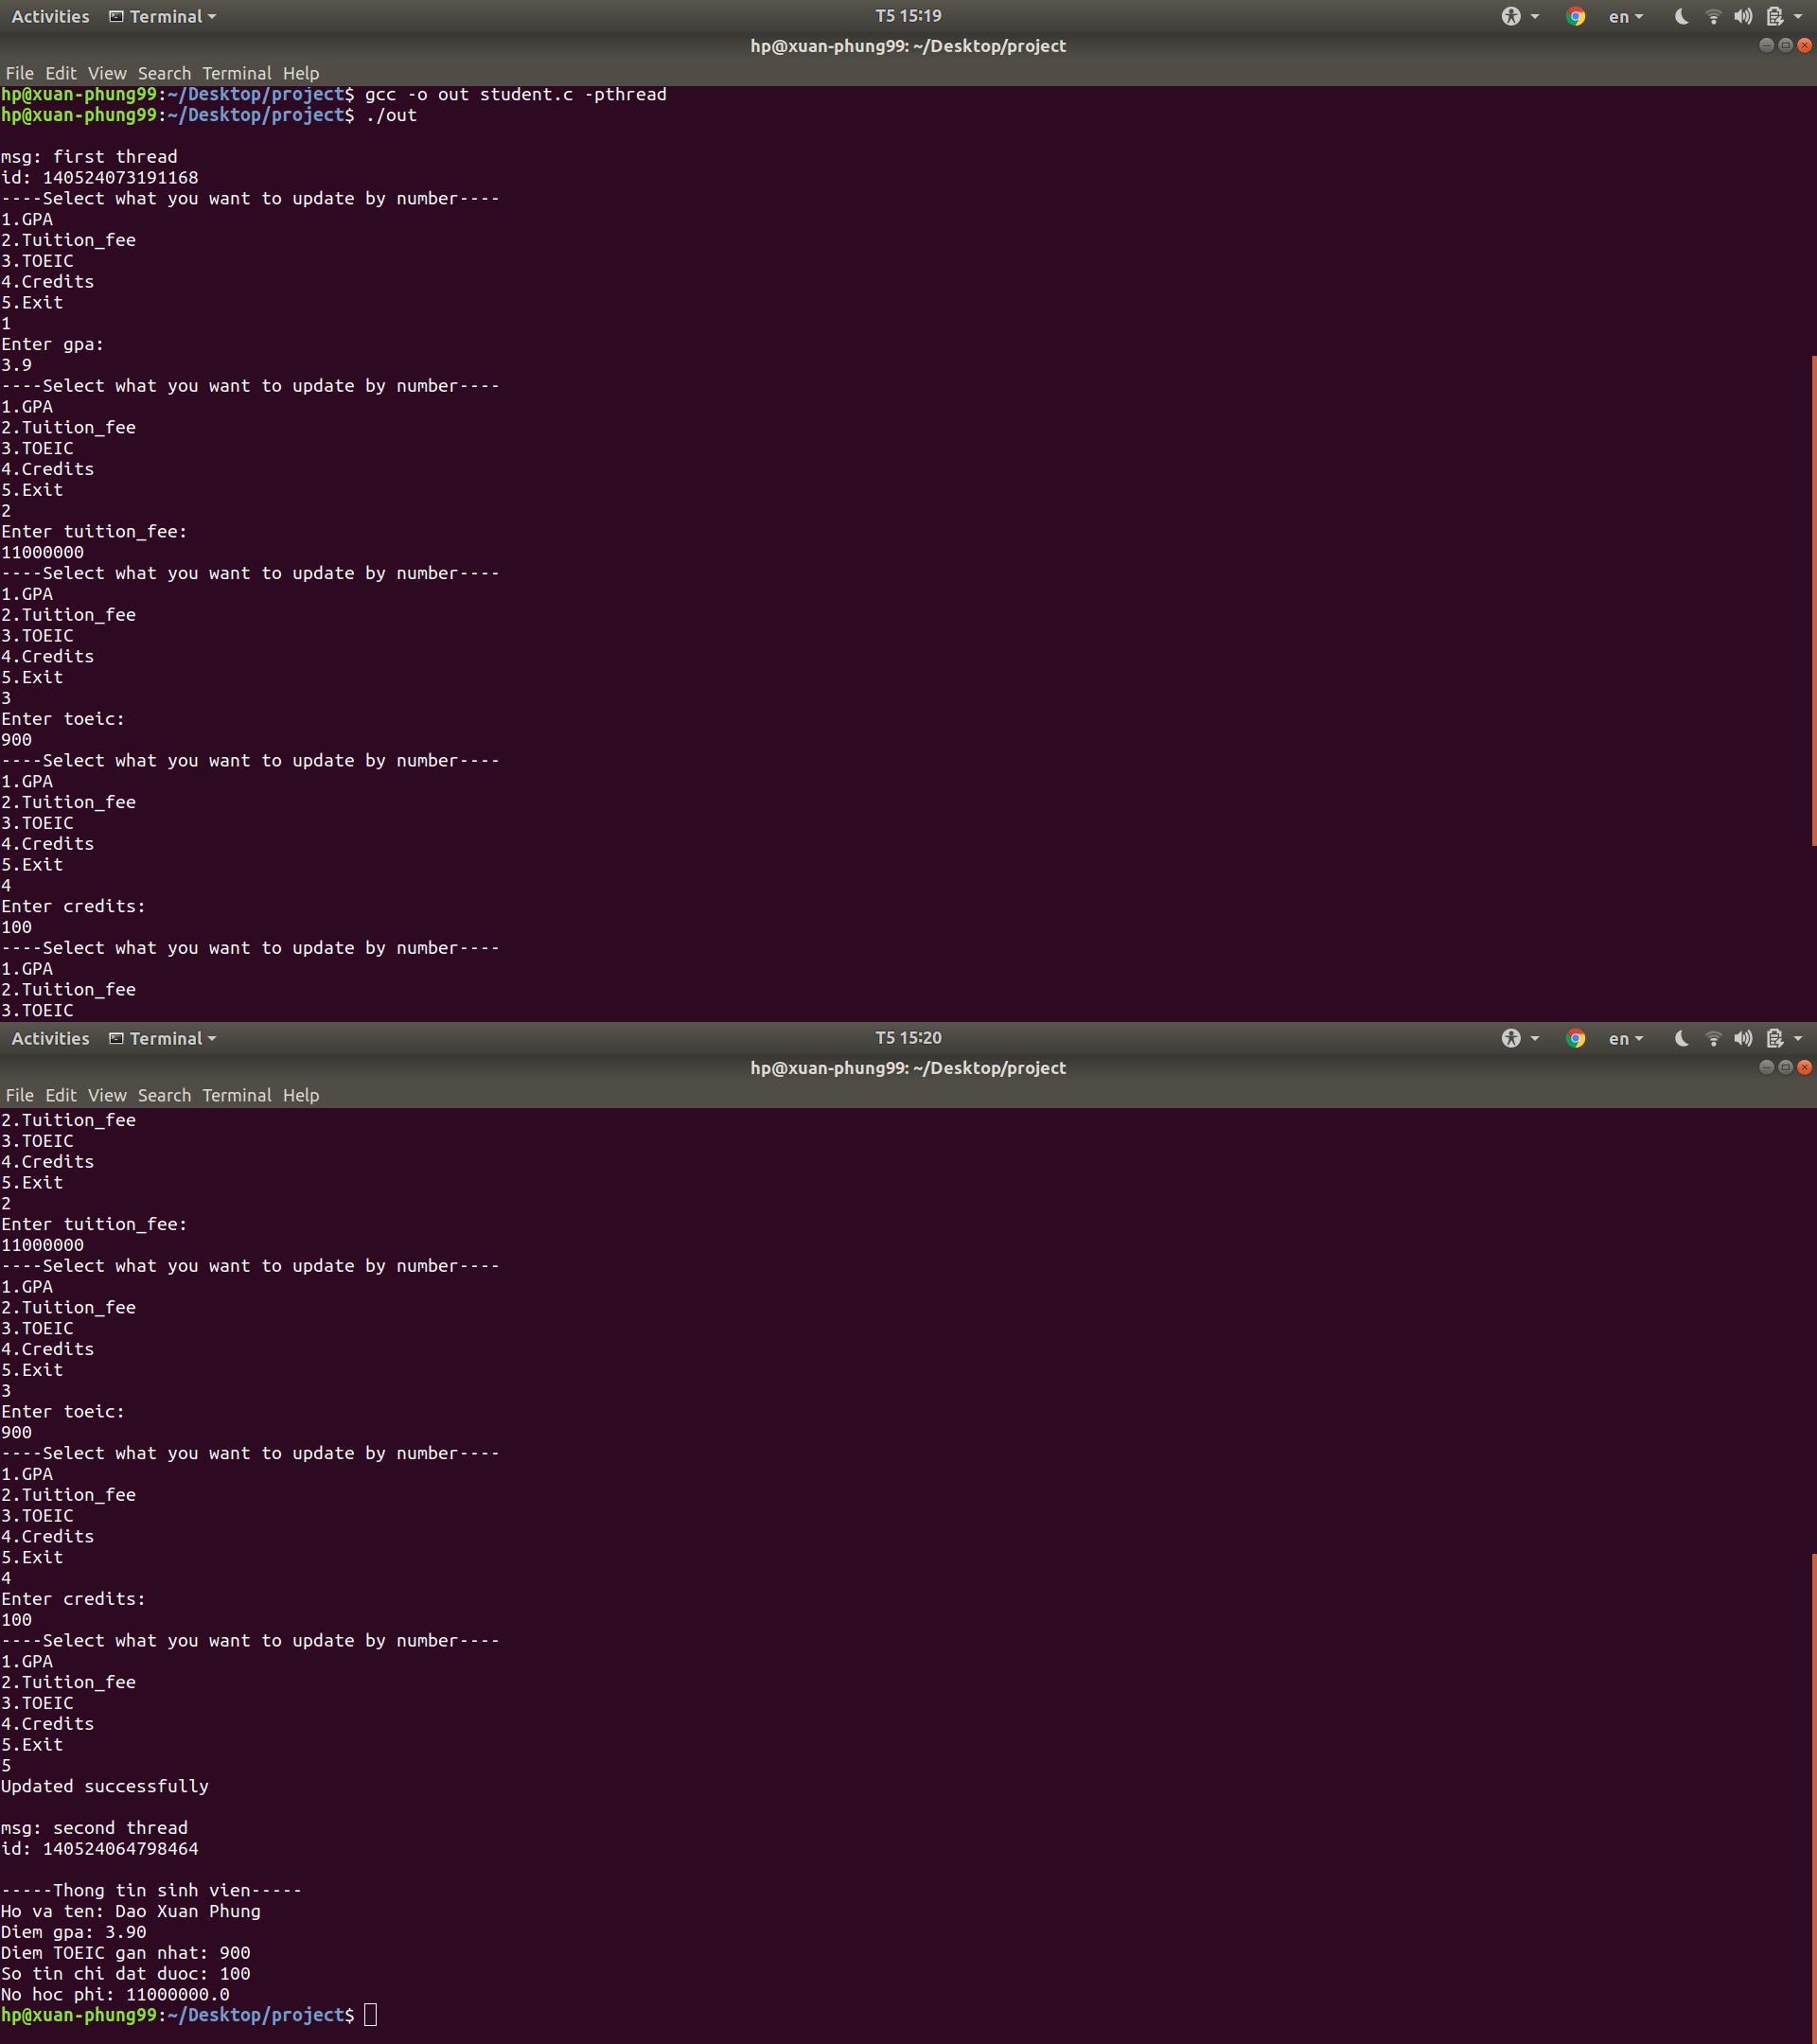 Activities Terminal T5 15:19 en
hp@xuan-phung99: ~/Desktop/project
File Edit View Search Terminal Help
hp@xuan-phung99:~/Desktop/project$ gcc -o out student.c -pthread
hp@xuan-phung99:~/Desktop/project$ ./out
msg: first thread
id: 140524073191168
----Select what you want to update by number----
1.GPA
2.Tuition_fee
3.TOEIC
4.Credits
5.Exit
1
Enter gpa:
3.9
----Select what you want to update by number----
1.GPA
2.Tuition_fee
3.TOEIC
4.Credits
5.Exit
2
Enter tuition_fee:
11000000
----Select what you want to update by number----
1.GPA
2.Tuition_fee
3.TOEIC
4.Credits
5.Exit
3
Enter toeic:
900
----Select what you want to update by number----
1.GPA
2.Tuition_fee
3.TOEIC
4.Credits
5.Exit
4
Enter credits:
100
----Select what you want to update by number----
1.GPA
2.Tuition_fee
3.TOEIC
Activities Terminal T5 15:20 en
hp@xuan-phung99: ~/Desktop/project
File Edit View Search Terminal Help
2.Tuition_fee
3.TOEIC
4.Credits
5.Exit
2
Enter tuition_fee:
11000000
----Select what you want to update by number----
1.GPA
2.Tuition_fee
3.TOEIC
4.Credits
5.Exit
3
Enter toeic:
900
----Select what you want to update by number----
1.GPA
2.Tuition_fee
3.TOEIC
4.Credits
5.Exit
4
Enter credits:
100
----Select what you want to update by number----
1.GPA
2.Tuition_fee
3.TOEIC
4.Credits
5.Exit
5
Updated successfully
msg: second thread
id: 140524064798464
-----Thong tin sinh vien-----
Ho va ten: Dao Xuan Phung
Diem gpa: 3.90
Diem TOEIC gan nhat: 900
So tin chi dat duoc: 100
No hoc phi: 11000000.0
hp@xuan-phung99:~/Desktop/project$